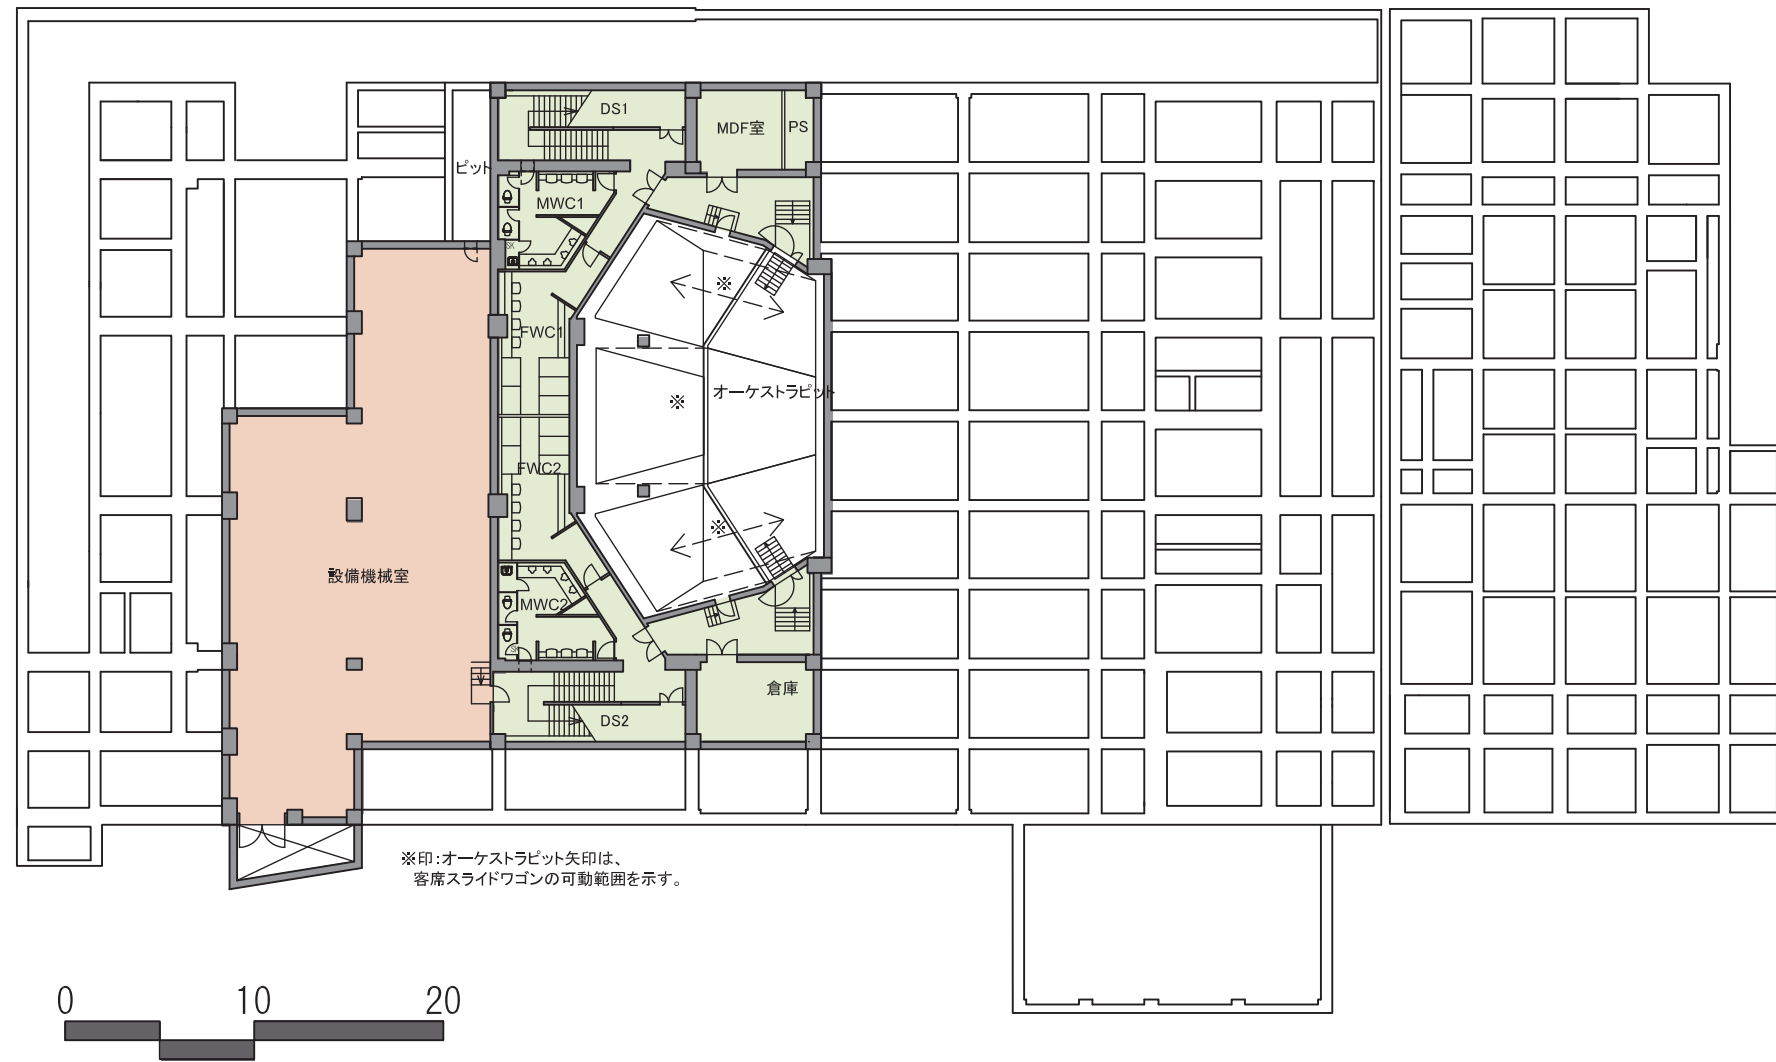 DS1
MDF室
PS
ピット
MWC1
SK
※
FWC1
オーケストラピット
※
FWC2
※
設備機械室
MWC2
SK
倉庫
DS2
※印:オーケストラピット矢印は、
客席スライドワゴンの可動範囲を示す。
0 10 20